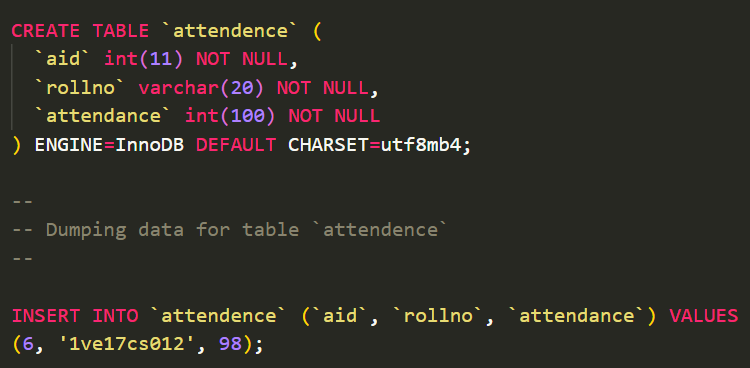 CREATE TABLE `attendence` (
  `aid` int(11) NOT NULL,
  `rollno` varchar(20) NOT NULL,
  `attendance` int(100) NOT NULL
) ENGINE=InnoDB DEFAULT CHARSET=utf8mb4;
--
-- Dumping data for table `attendence`
--
INSERT INTO `attendence` (`aid`, `rollno`, `attendance`) VALUES
(6, '1ve17cs012', 98);